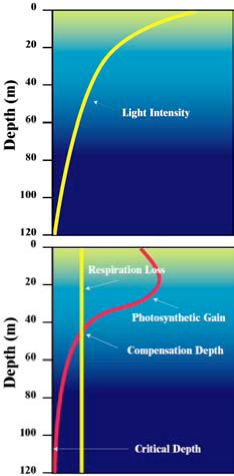 0
20
40
60
80
100
120
Depth (m)
Light Intensity
0
20
40
60
80
100
120
Depth (m)
Respiration Loss
Photosynthetic Gain
Compensation Depth
Critical Depth